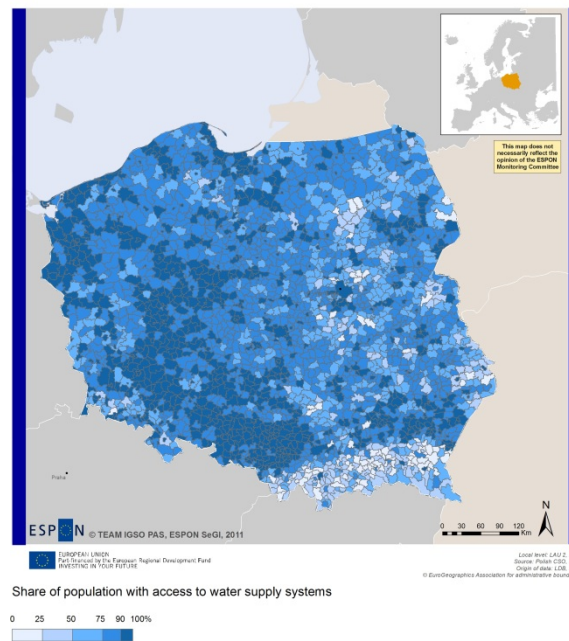 This map does not
necessarily reflect the
opinion of the ESPON
Monitoring Committee
Praha
N
ESPON © TEAM IGSO PAS, ESPON SeGI, 2011
0 15 30 60 90 120
Km
EUROPEAN UNION
Part-financed by the European Regional Development Fund
INVESTING IN YOUR FUTURE
Local level: LAU 2,
Source: Polish CSO,
Origin of data: LDB,
© EuroGeographics Association for administrative bound
Share of population with access to water supply systems
0 25 50 75 90 100%